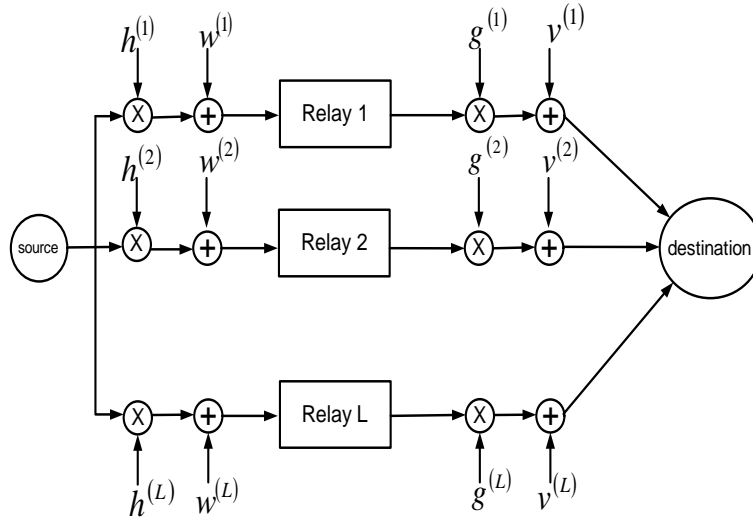 h^(1) w^(1) g^(1) v^(1)
X + Relay 1 X +
h^(2) w^(2) g^(2) v^(2)
source X + Relay 2 X + destination
X + Relay L X +
h^(L) w^(L) g^(L) v^(L)